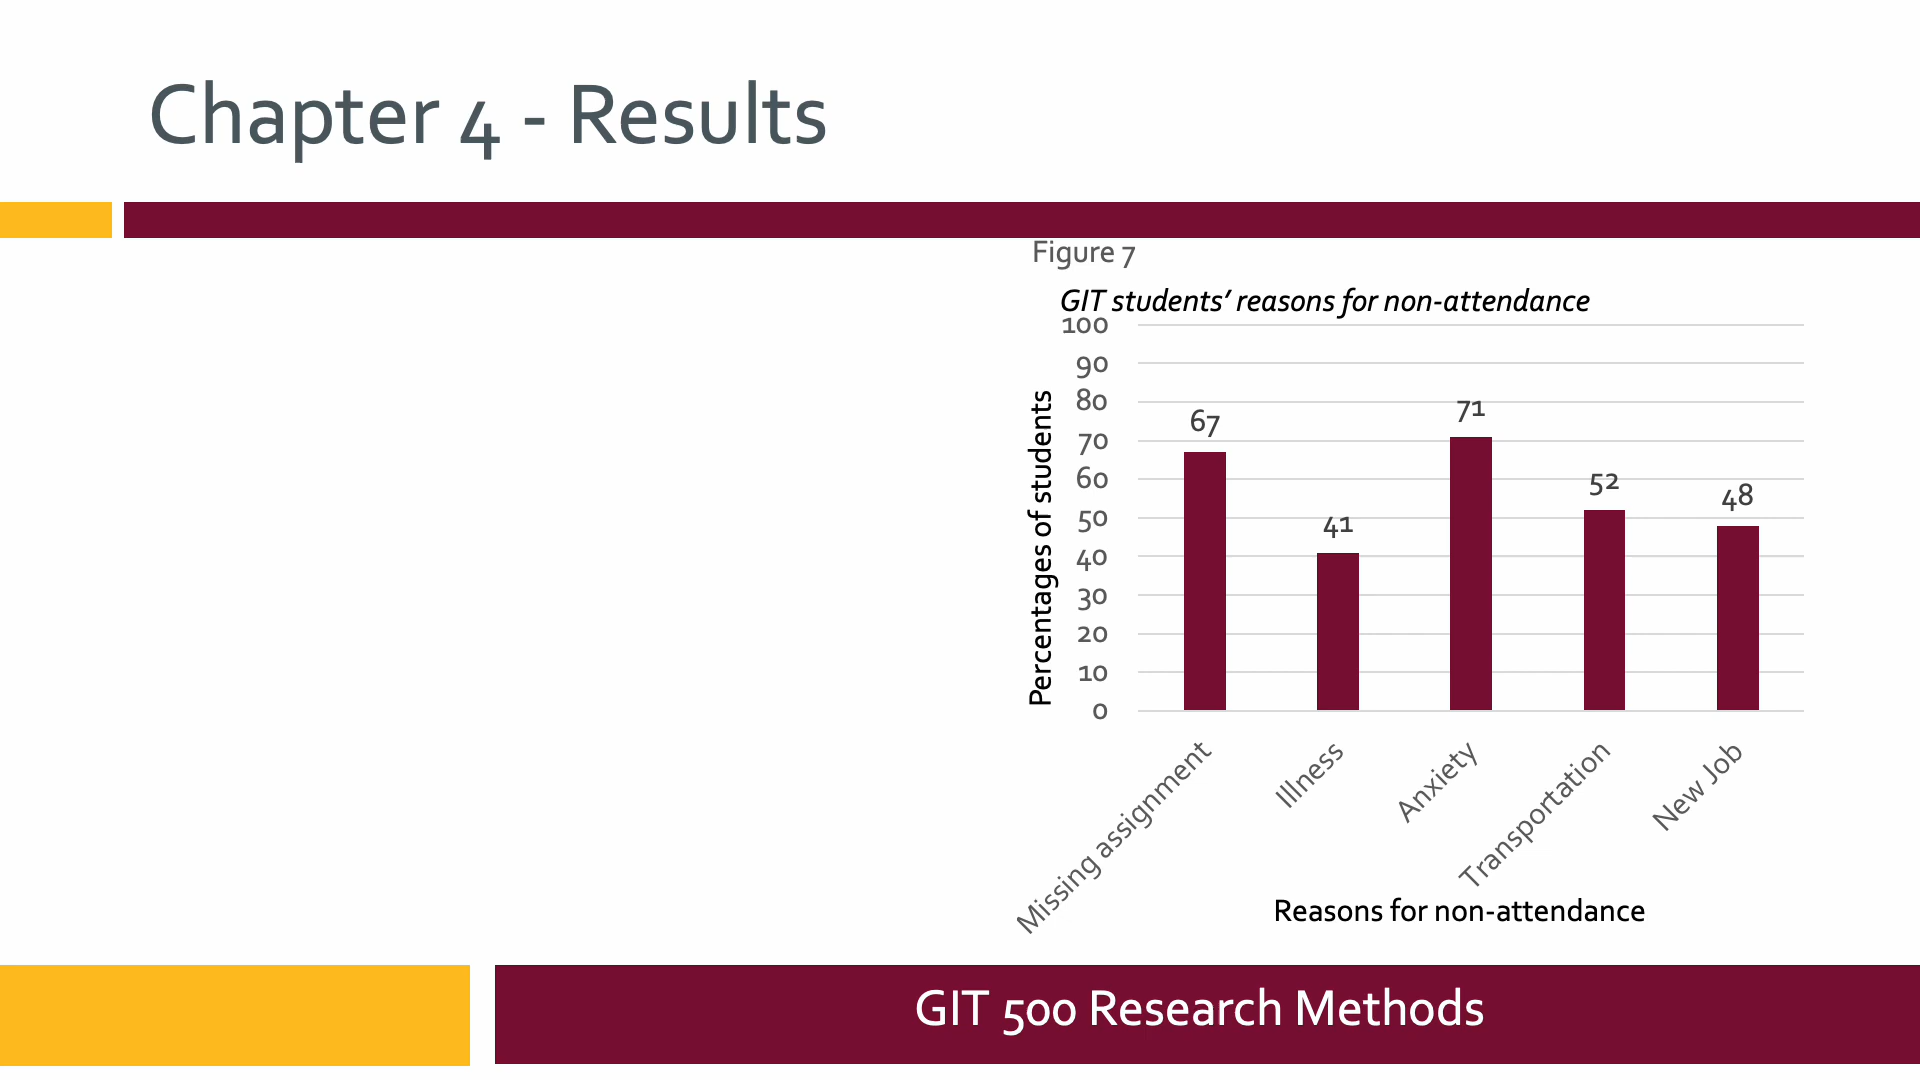 Chapter 4 - Results
Figure 7
GIT students’ reasons for non-attendance
Percentages of students
100
90
80
70
60
50
40
30
20
10
0
67
41
71
52
48
Missing assignment
Illness
Anxiety
Transportation
New Job
Reasons for non-attendance
GIT 500 Research Methods